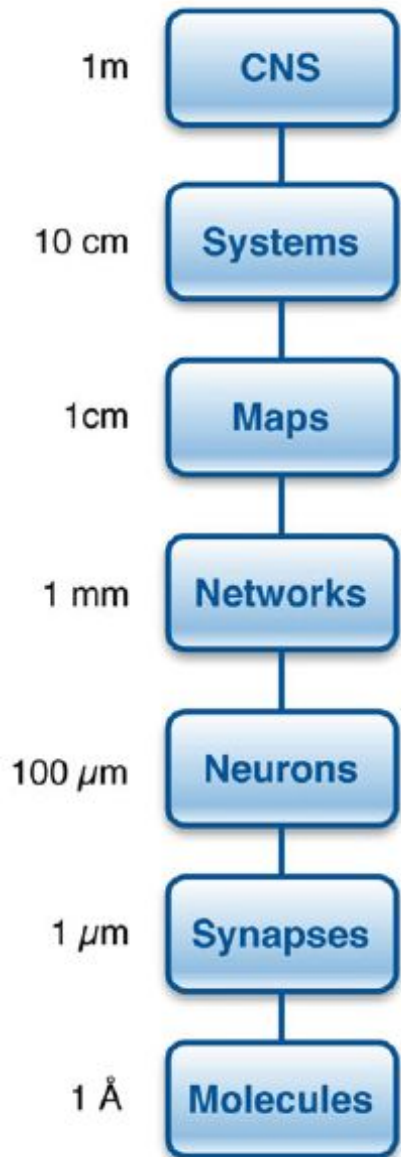 1m CNS
10 cm Systems
1cm Maps
1 mm Networks
100 μm Neurons
1 μm Synapses
1 Å Molecules